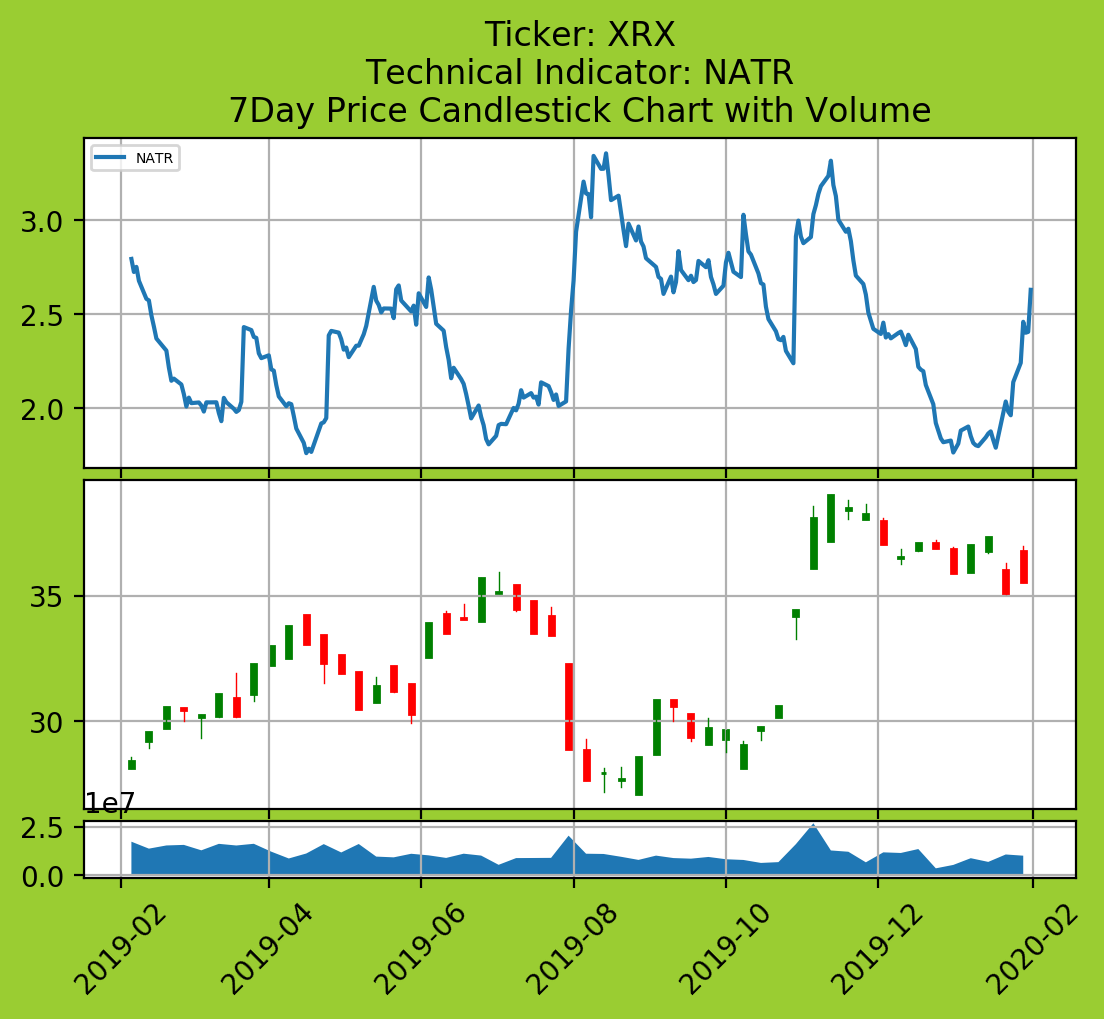 Ticker: XRX
Technical Indicator: NATR
7Day Price Candlestick Chart with Volume
NATR
3.0
2.5
2.0
35
30
1e7
2.5
0.0
2019-02
2019-04
2019-06
2019-08
2019-10
2019-12
2020-02